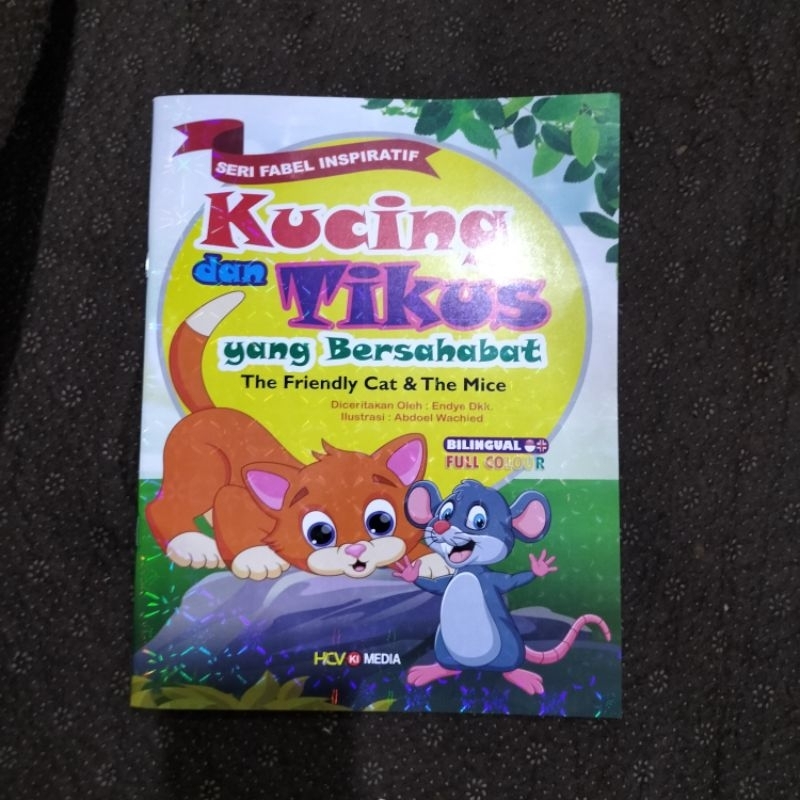 SERI FABEL INSPIRATIF
Kucing
dan Tikus
yang Bersahabat
The Friendly Cat & The Mice
Diceritakan Oleh : Endye Dkk.
Ilustrasi : Abdoel Wachied
BILINGUAL
FULL COLOUR
HCV KI MEDIA